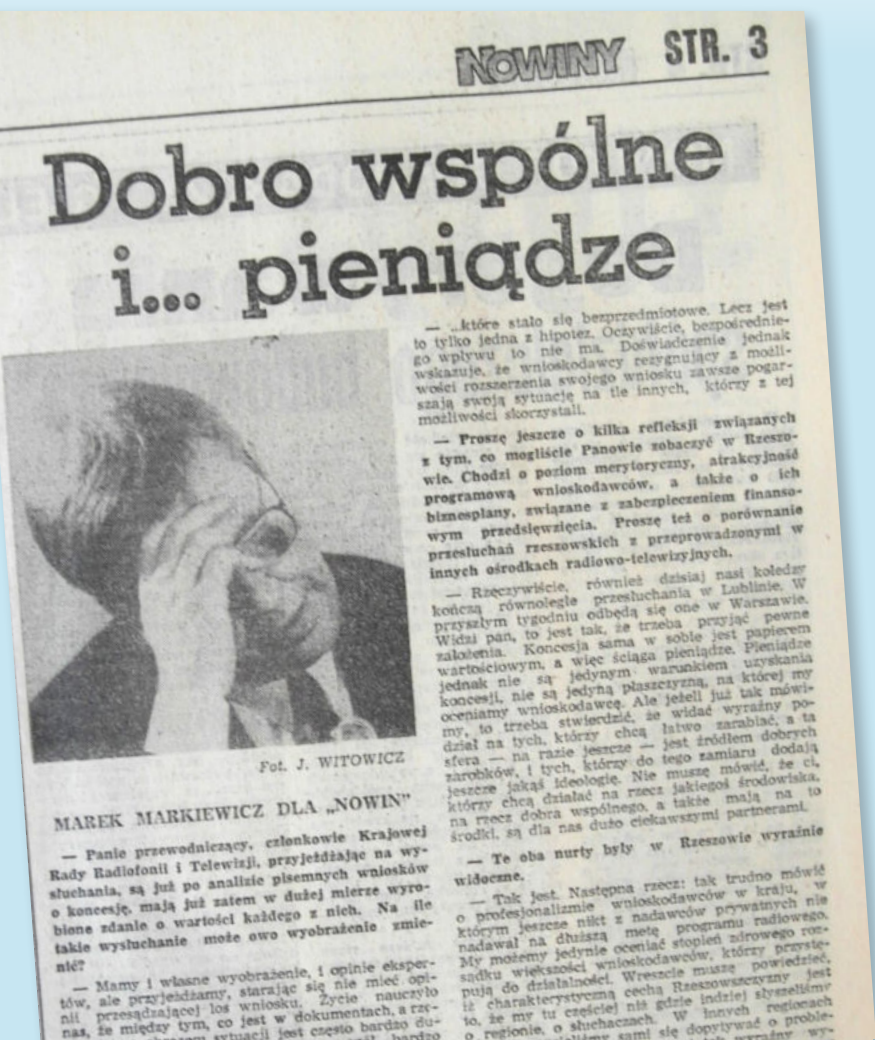 NOWINY STR. 3
Dobro wspólne
i... pieniądze
Fot. J. WITOWICZ
MAREK MARKIEWICZ DLA „NOWIN”
— Panie przewodniczący, członkowie Krajowej
Rady Radiofonii i Telewizji, przyjeżdżając na wy-
słuchania, są już po analizie pisemnych wniosków
o koncesję, mają już zatem w dużej mierze wyro-
bione zdanie o wartości każdego z nich. Na ile
takie wysłuchanie może owo wyobrażenie zmie-
nić?
— Mamy i własne wyobrażenie, i opinie eksper-
tów, ale przyjeżdżamy, starając się nie mieć opi-
nii przesądzającej los wniosku. Życie nauczyło
nas, że między tym, co jest w dokumentach, a rze-
sytuacji jest często bardzo du-
bardzo
— ...które stało się bezprzedmiotowe. Lecz jest
to tylko jedna z hipotez. Oczywiście, bezpośrednie-
go wpływu to nie ma. Doświadczenie jednak
wskazuje, że wnioskodawcy rezygnujący z możli-
wości rozszerzenia swojego wniosku zawsze pogar-
szają swoją sytuację na tle innych, którzy z tej
możliwości skorzystali.
— Proszę jeszcze o kilka refleksji związanych
z tym, co mogliście Panowie zobaczyć w Rzeszo-
wie. Chodzi o poziom merytoryczny, atrakcyjność
programową wnioskodawców, a także o ich
biznesplany, związane z zabezpieczeniem finanso-
wym przedsięwzięcia. Proszę też o porównanie
przesłuchań rzeszowskich z przeprowadzonymi w
innych ośrodkach radiowo-telewizyjnych.
— Rzeczywiście, również dzisiaj nasi koledzy
kończą równolegle przesłuchania w Lublinie. W
przyszłym tygodniu odbędą się one w Warszawie.
Widzi pan, to jest tak, że trzeba przyjąć pewne
założenia. Koncesja sama w sobie jest papierem
wartościowym, a więc ściąga pieniądze. Pieniądze
jednak nie są jedynym warunkiem uzyskania
koncesji, nie są jedyną płaszczyzną, na której my
oceniamy wnioskodawcę. Ale jeżeli już tak mówi-
my, to trzeba stwierdzić, że widać wyraźny po-
dział na tych, którzy chcą łatwo zarabiać, a ta
sfera — na razie jeszcze — jest źródłem dobrych
zarobków, i tych, którzy do tego zamiaru dodają
jeszcze jakąś ideologię. Nie muszę mówić, że ci,
którzy chcą działać na rzecz jakiegoś środowiska,
na rzecz dobra wspólnego, a także mają na to
środki, są dla nas dużo ciekawszymi partnerami.
— Te oba nurty były w Rzeszowie wyraźnie
widoczne.
— Tak jest. Następna rzecz: tak trudno mówić
o profesjonalizmie wnioskodawców w kraju, w
którym jeszcze nikt z nadawców prywatnych nie
nadawał na dłuższą metę programu radiowego.
My możemy jedynie oceniać stopień zdrowego roz-
sądku większości wnioskodawców, którzy przystę-
pują do działalności. Wreszcie muszę powiedzieć,
iż charakterystyczną cechą Rzeszowszczyzny jest
to, że my tu częściej niż gdzie indziej słyszeliśmy
o regionie, o słuchaczach. W innych regionach
sami się dopytywać o proble-
wyraźny wy-